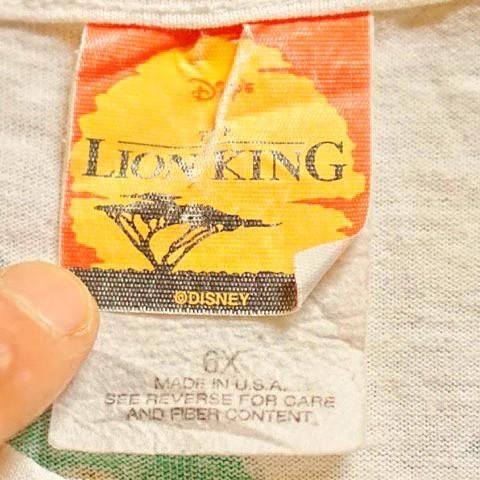 Disney
THE
LION KING
©DISNEY
6X
MADE IN U.S.A.
SEE REVERSE FOR CARE
AND FIBER CONTENT